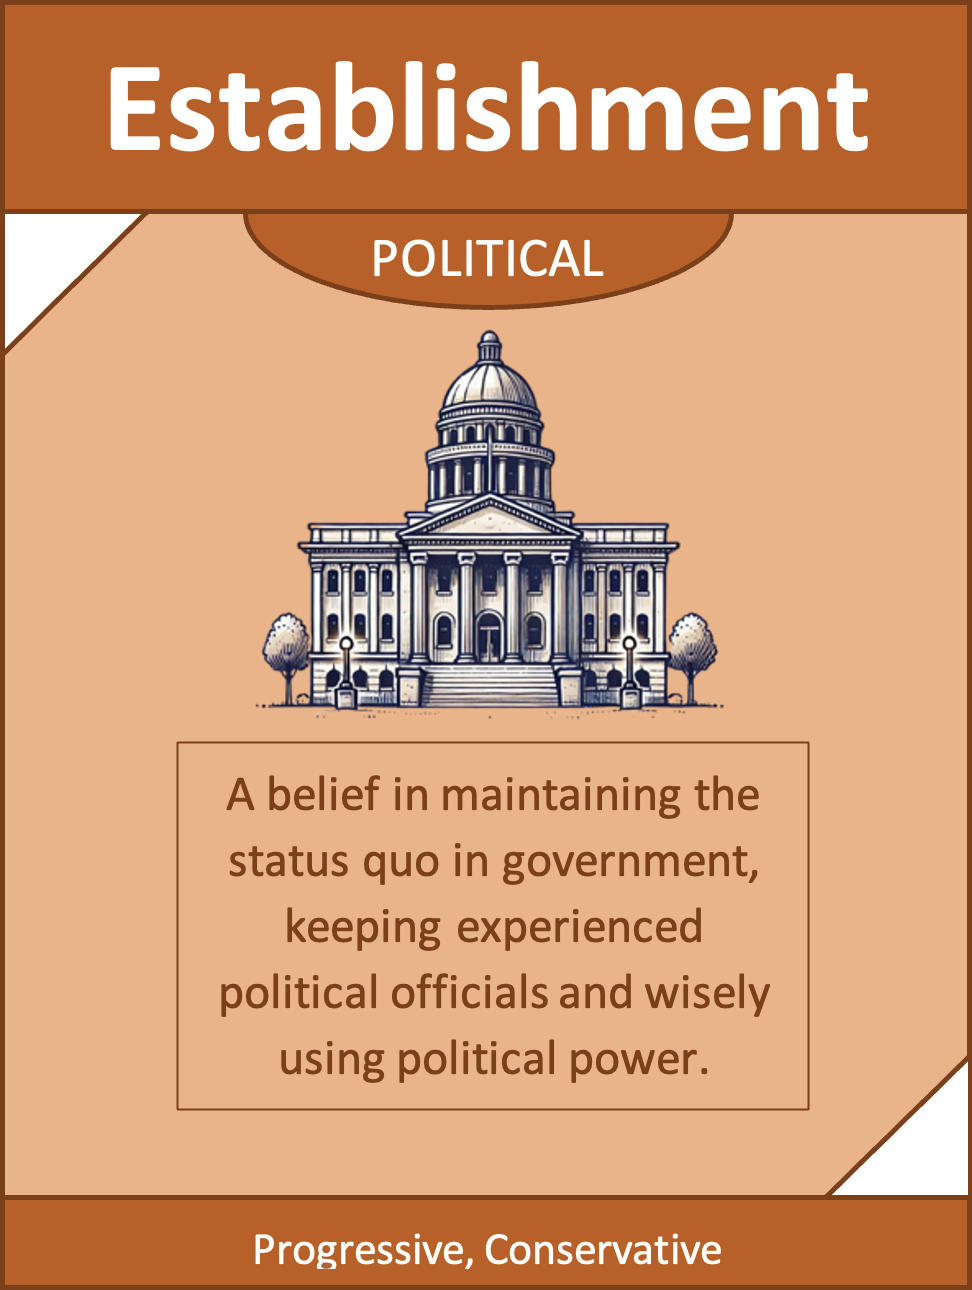 Establishment
POLITICAL
A belief in maintaining the
status quo in government,
keeping experienced
political officials and wisely
using political power.
Progressive, Conservative